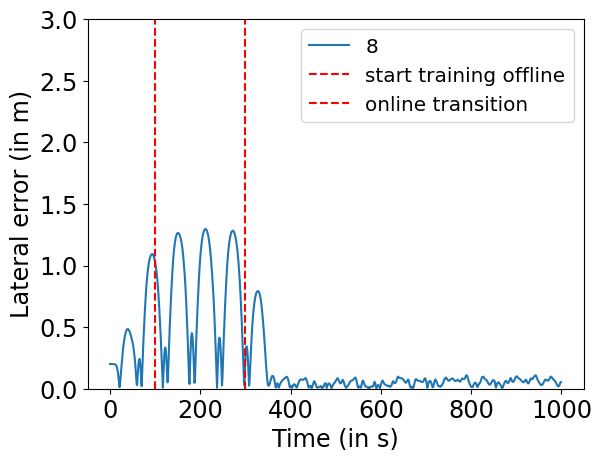 3.0
2.5
2.0
1.5
1.0
0.5
0.0
Lateral error (in m)
8
start training offline
online transition
0 200 400 600 800 1000
Time (in s)